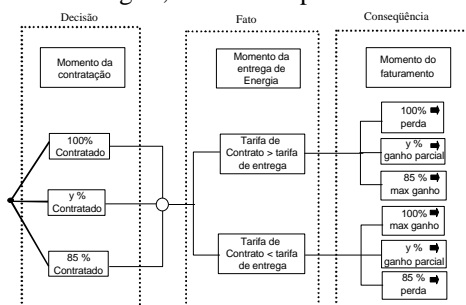 Decisão
Fato
Conseqüência
Momento da
contratação
Momento da
entrega de
Energia
Momento do
faturamento
100%
Contratado
y %
Contratado
85 %
Contratado
Tarifa de
Contrato > tarifa
de entrega
Tarifa de
Contrato < tarifa
de entrega
100%
perda
y %
ganho parcial
85 %
max ganho
100%
max ganho
y %
ganho parcial
85 %
perda